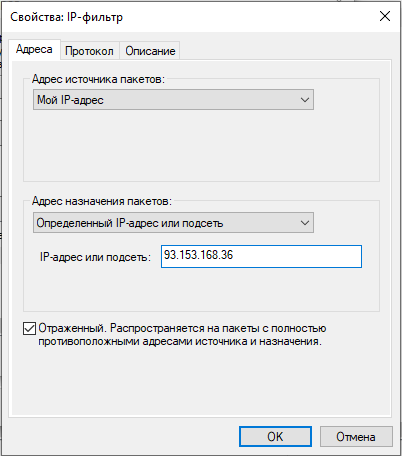 Свойства: IP-фильтр
Адреса Протокол Описание
Адрес источника пакетов:
Мой IP-адрес
Адрес назначения пакетов:
Определенный IP-адрес или подсеть
IP-адрес или подсеть: 93.153.168.36
Отраженный. Распространяется на пакеты с полностью
противоположными адресами источника и назначения.
OK Отмена